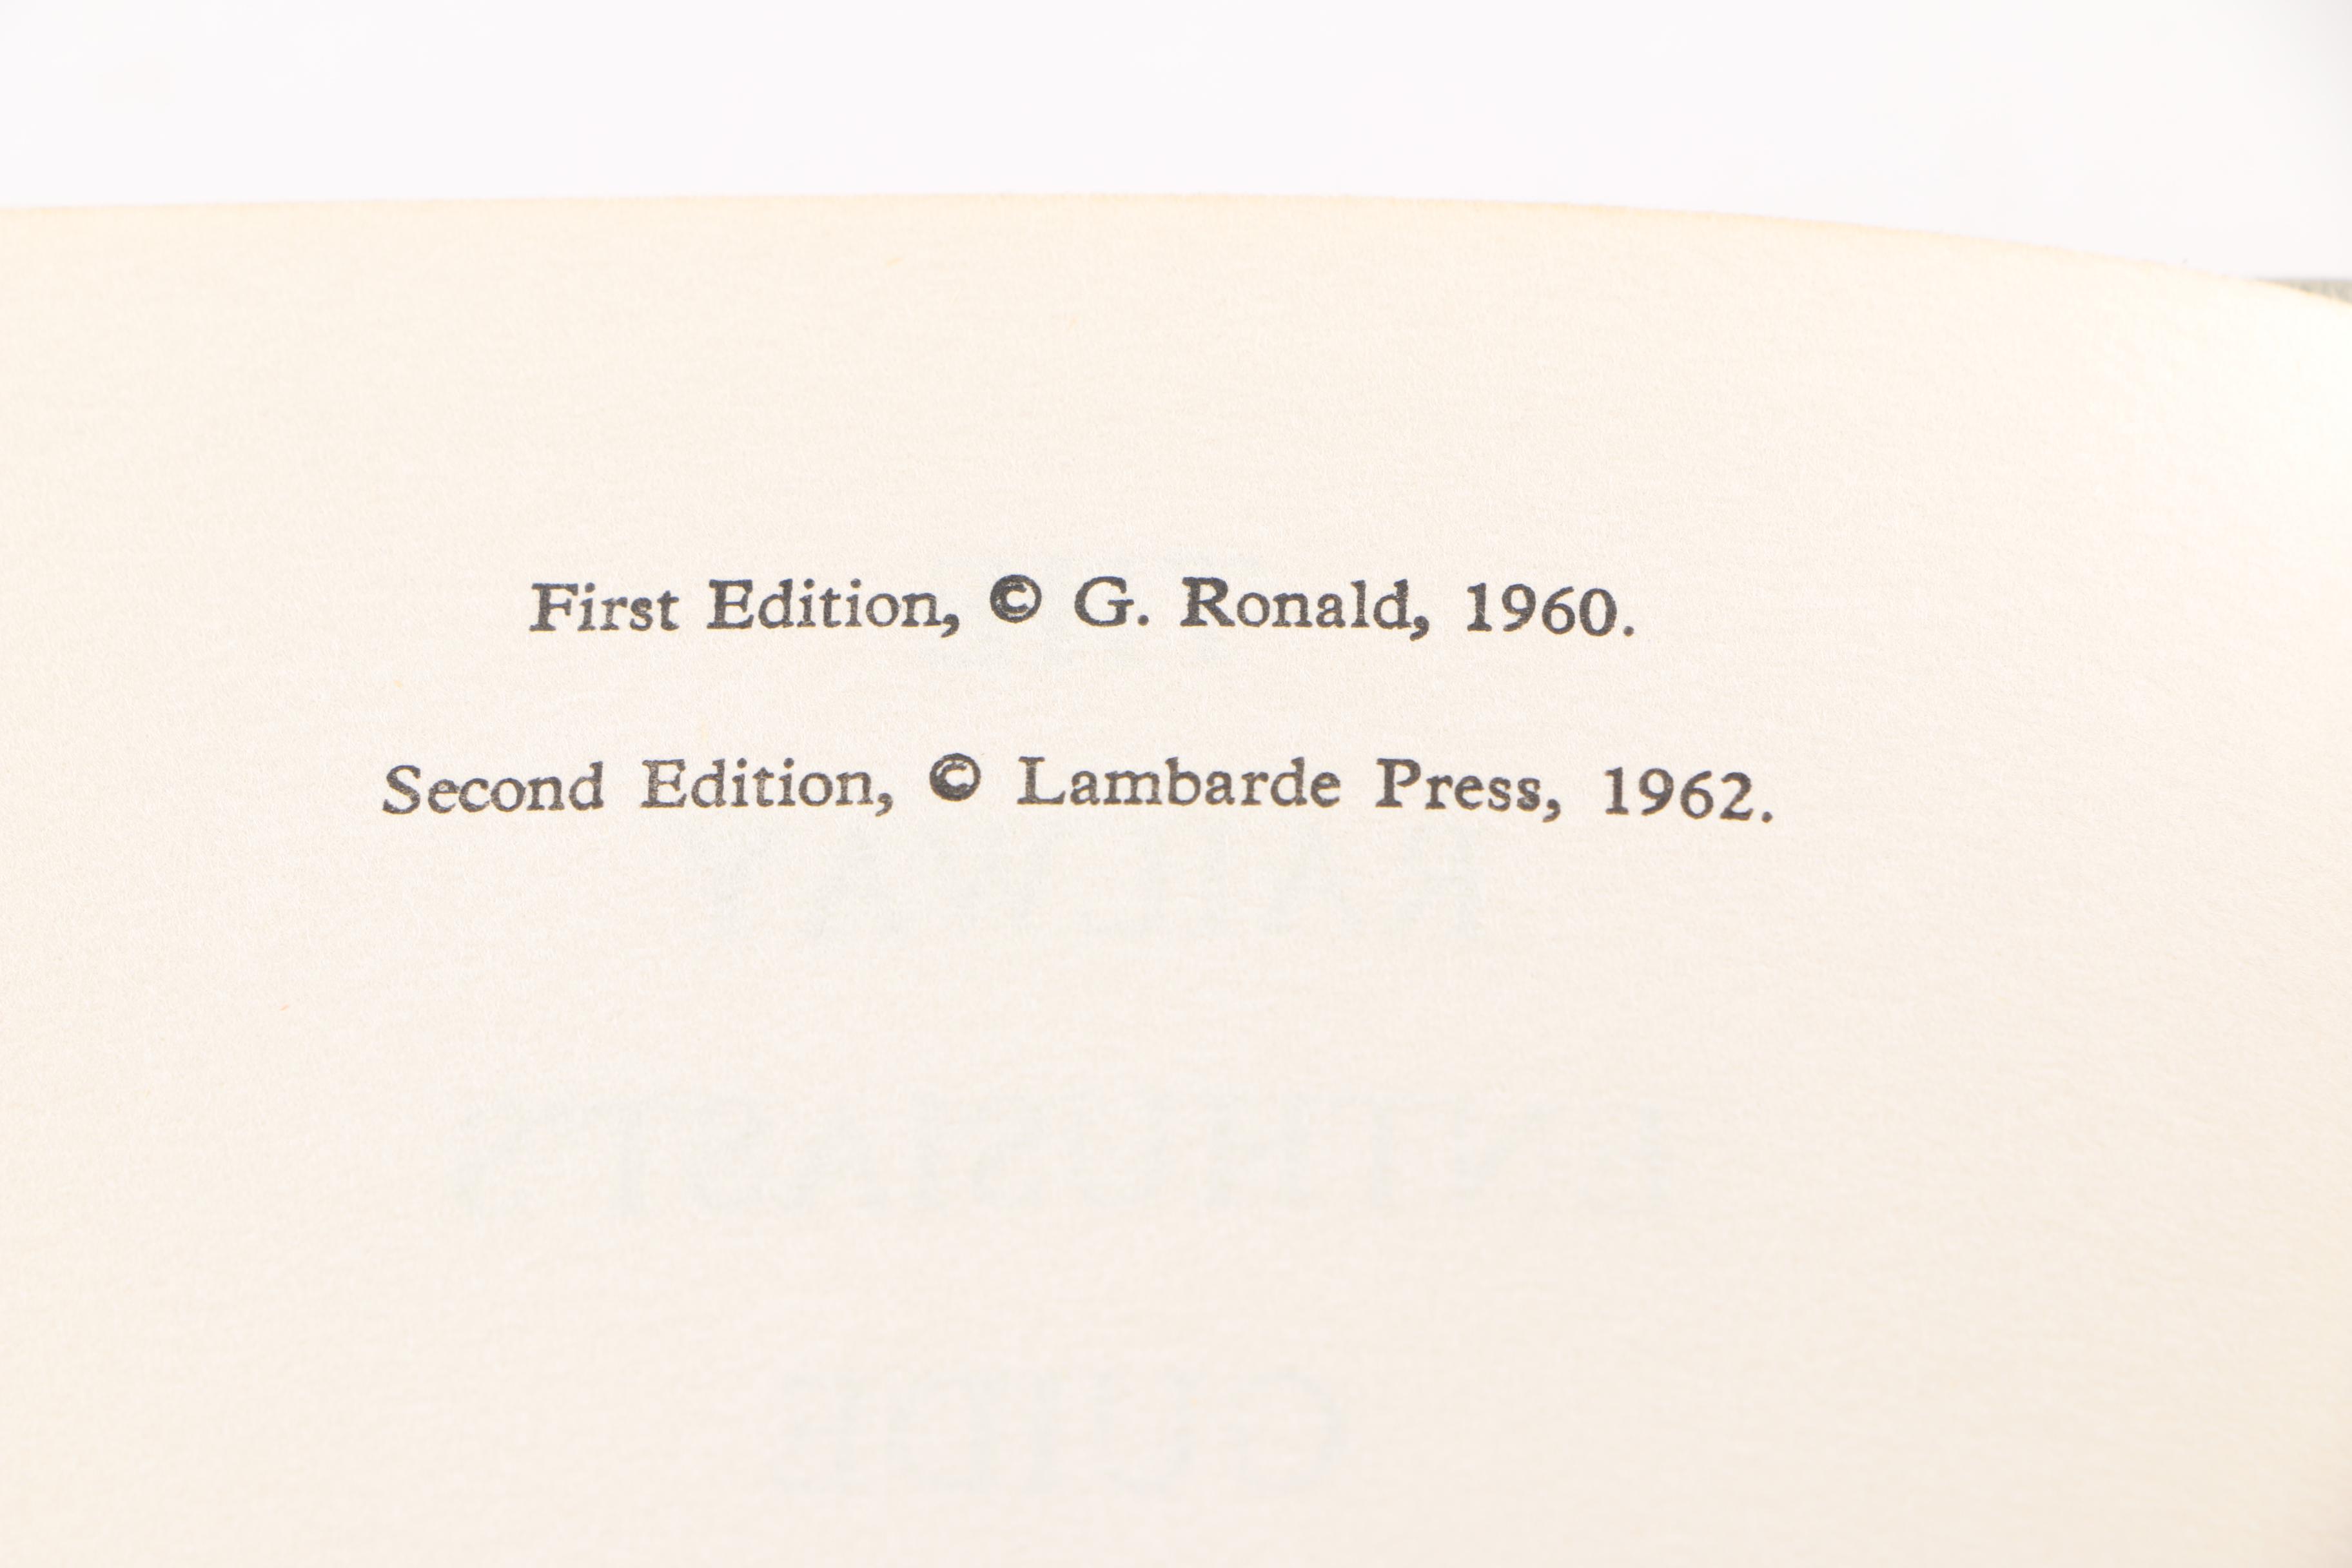 First Edition, © G. Ronald, 1960.
Second Edition, © Lambarde Press, 1962.